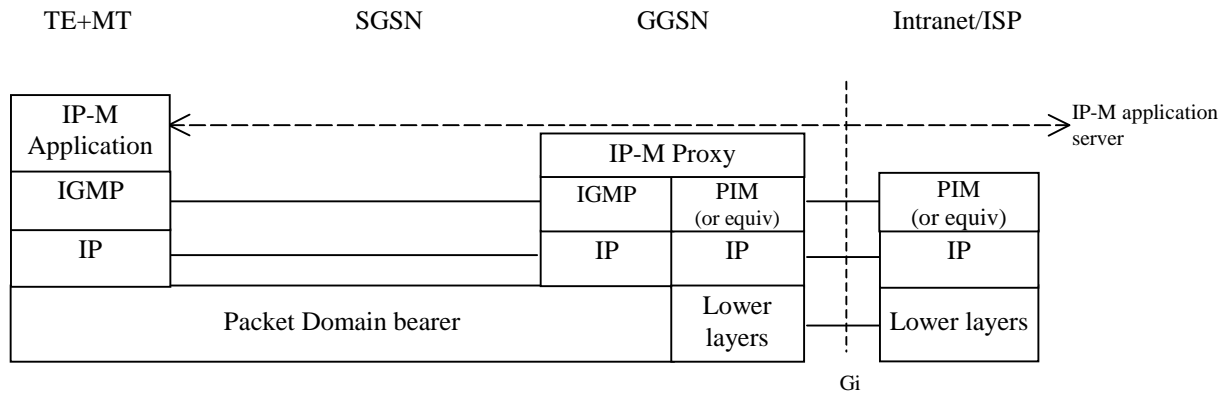 TE+MT SGSN GGSN Intranet/ISP
IP-M
Application
IP-M application
server
IP-M Proxy
IGMP IGMP PIM
(or equiv)
PIM
(or equiv)
IP IP IP IP
Packet Domain bearer
Lower
layers
Lower layers
Gi